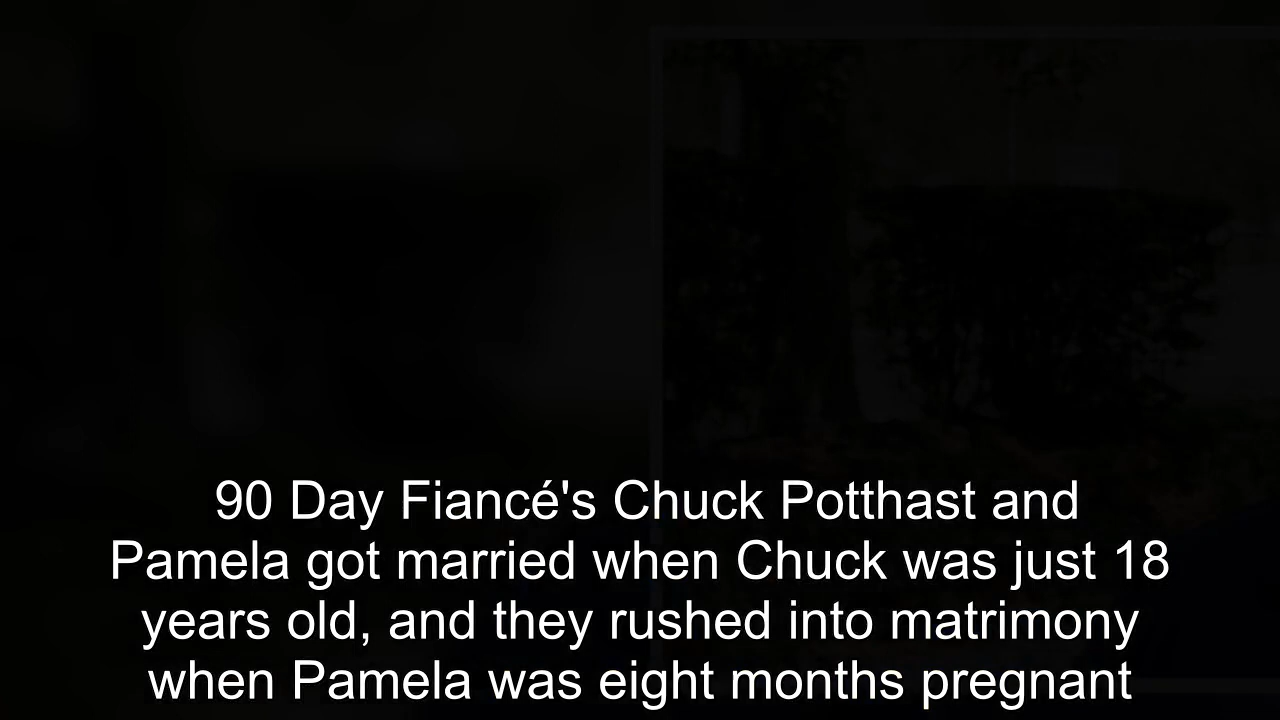 90 Day Fiancé's Chuck Potthast and
Pamela got married when Chuck was just 18
years old, and they rushed into matrimony
when Pamela was eight months pregnant